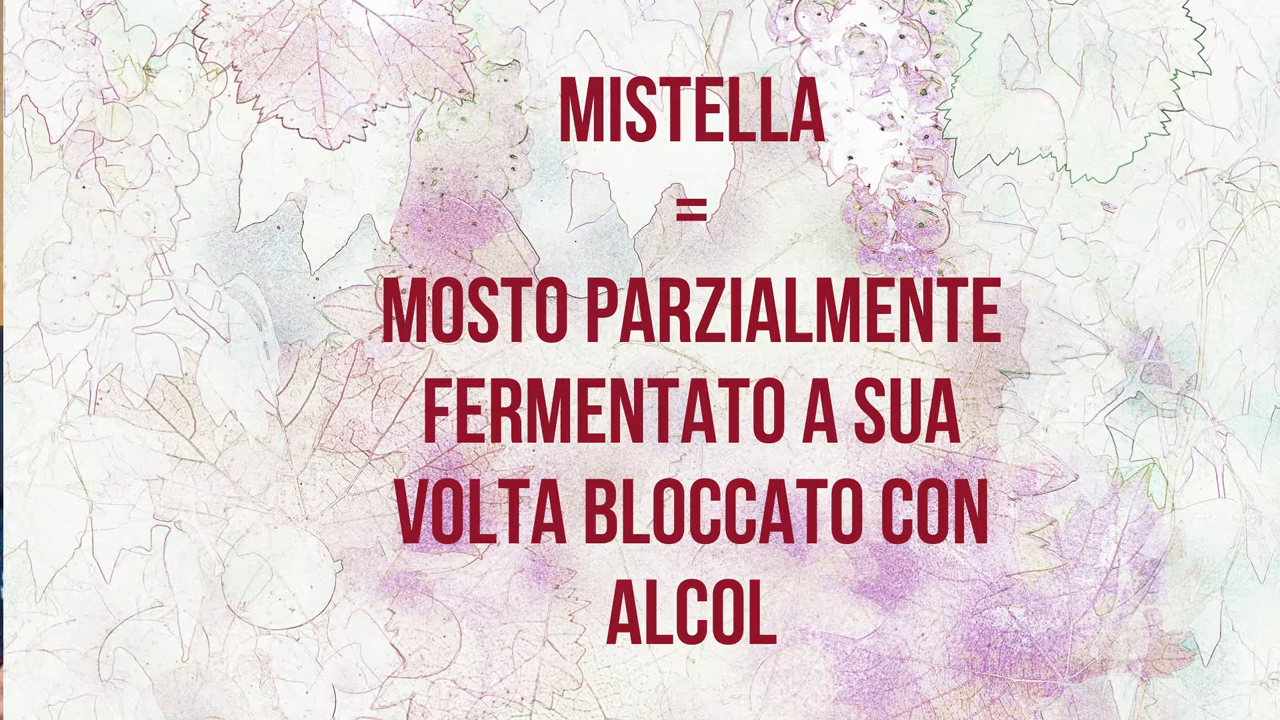 MISTELLA
=
MOSTO PARZIALMENTE
FERMENTATO A SUA
VOLTA BLOCCATO CON
ALCOL